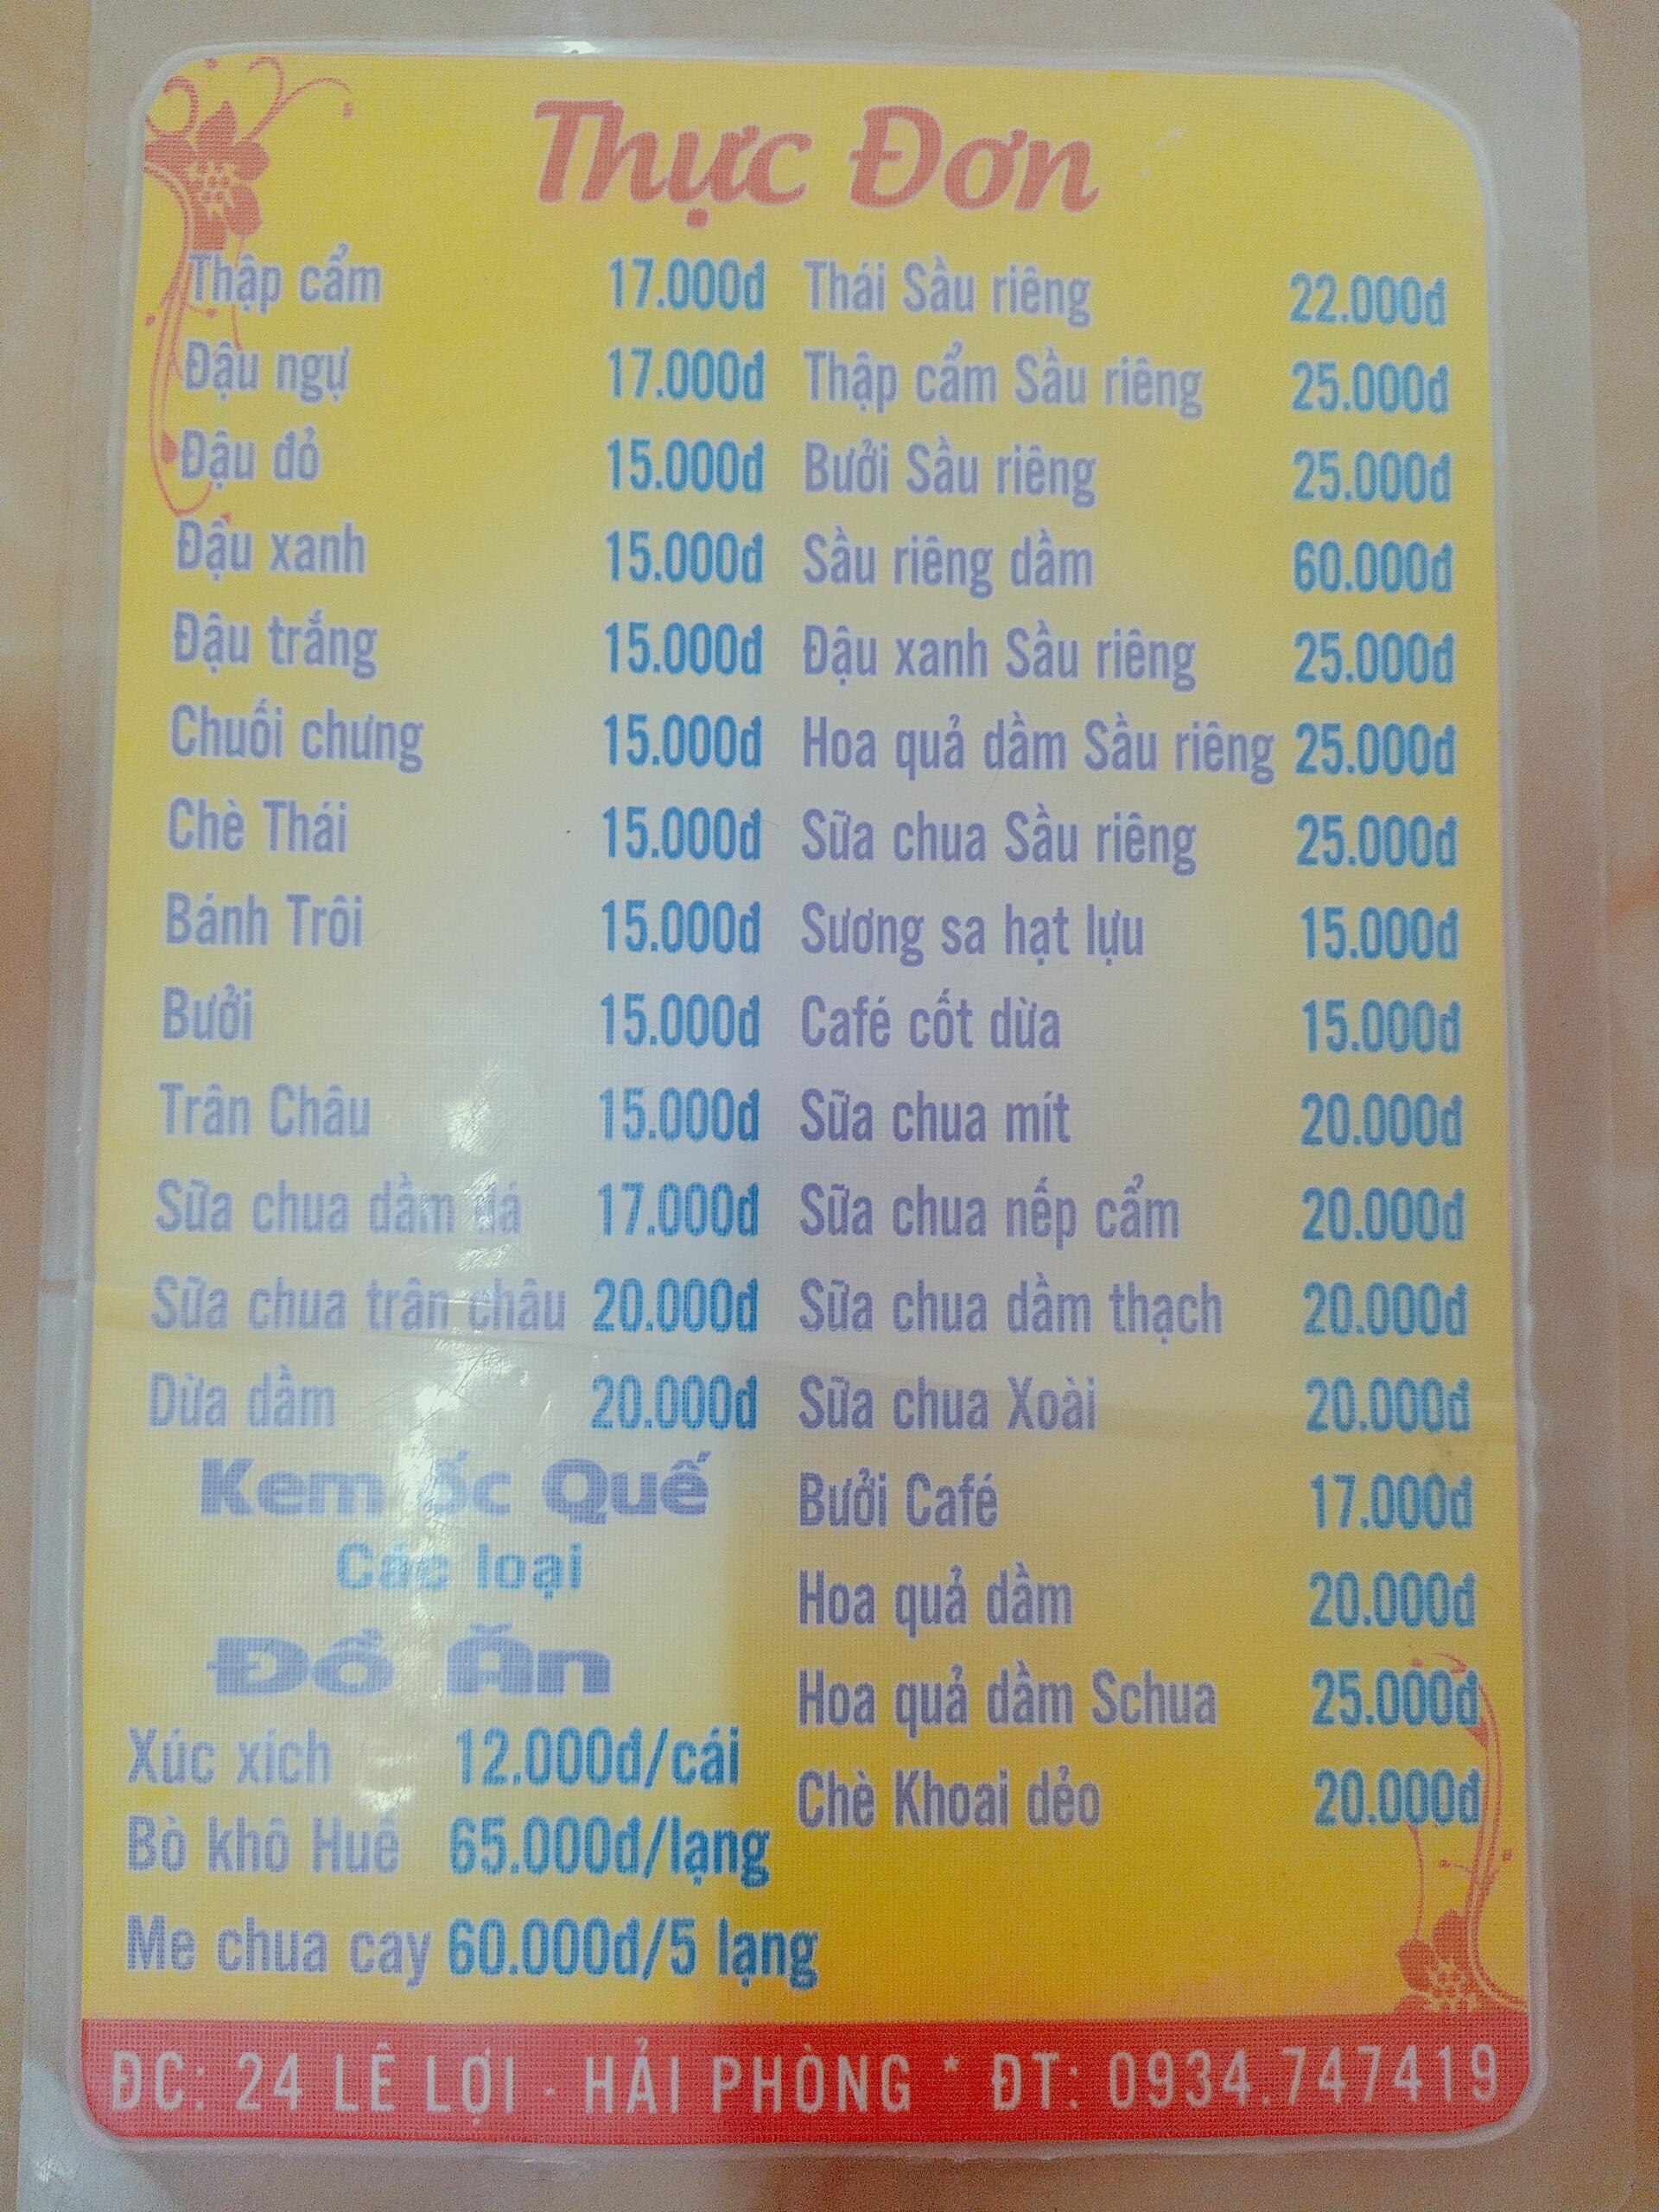 Thực Đơn
Thập cẩm 17.000đ
Đậu ngự 17.000đ
Đậu đỏ 15.000đ
Đậu xanh 15.000đ
Đậu trắng 15.000đ
Chuối chưng 15.000đ
Chè Thái 15.000đ
Bánh Trôi 15.000đ
Bưởi 15.000đ
Trân Châu 15.000đ
Sữa chua dầm đá 17.000đ
Sữa chua trân châu 20.000đ
Dừa dầm 20.000đ
Kem Ốc Quế
Các loại
Đồ Ăn
Xúc xích 12.000đ/cái
Bò khô Huế 65.000đ/lạng
Me chua cay 60.000đ/5 lạng
Thái Sầu riêng 22.000đ
Thập cẩm Sầu riêng 25.000đ
Bưởi Sầu riêng 25.000đ
Sầu riêng dầm 60.000đ
Đậu xanh Sầu riêng 25.000đ
Hoa quả dầm Sầu riêng 25.000đ
Sữa chua Sầu riêng 25.000đ
Sương sa hạt lựu 15.000đ
Café cốt dừa 15.000đ
Sữa chua mít 20.000đ
Sữa chua nếp cẩm 20.000đ
Sữa chua dầm thạch 20.000đ
Sữa chua Xoài 20.000đ
Bưởi Café 17.000đ
Hoa quả dầm 20.000đ
Hoa quả dầm Schua 25.000đ
Chè Khoai dẻo 20.000đ
ĐC: 24 LÊ LỢI - HẢI PHÒNG * ĐT: 0934.747419